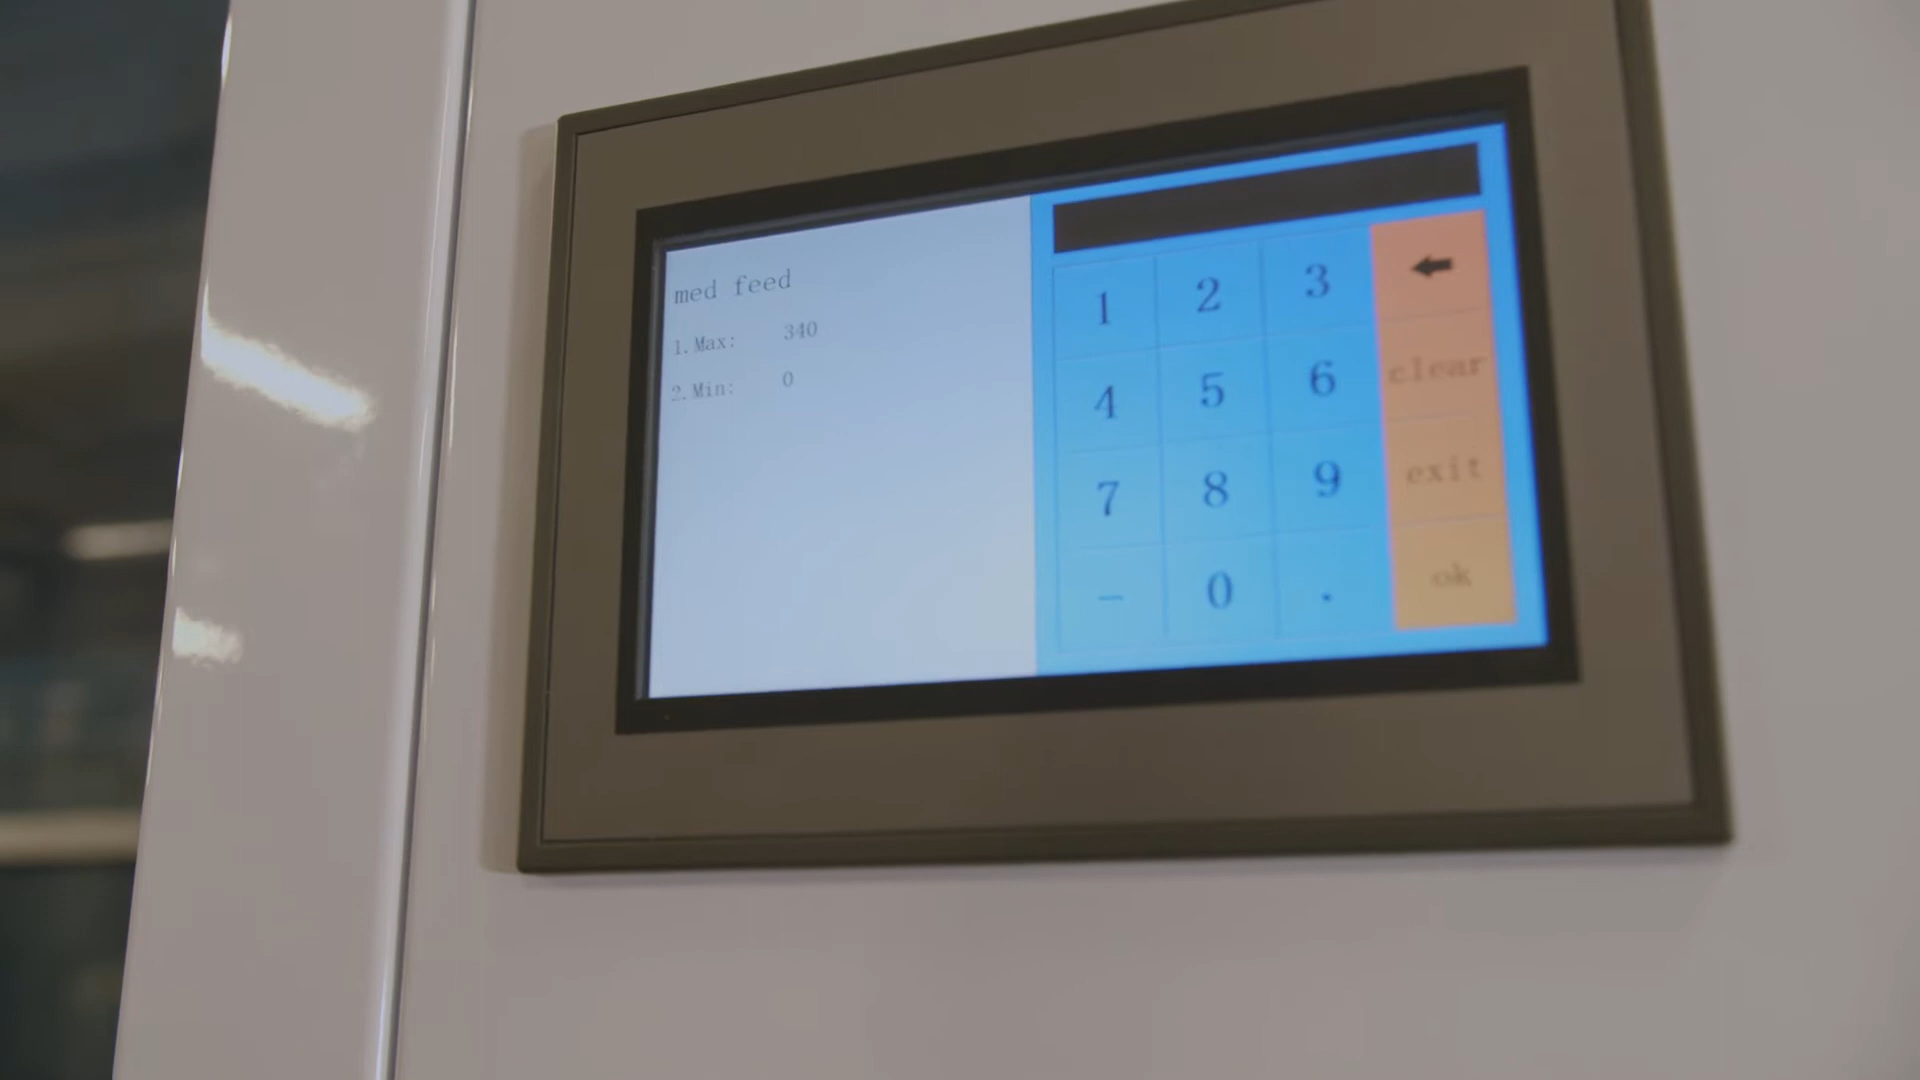 med feed
1.Max: 340
2.Min: 0
1 2 3
4 5 6 clear
7 8 9 exit
- 0 . ok